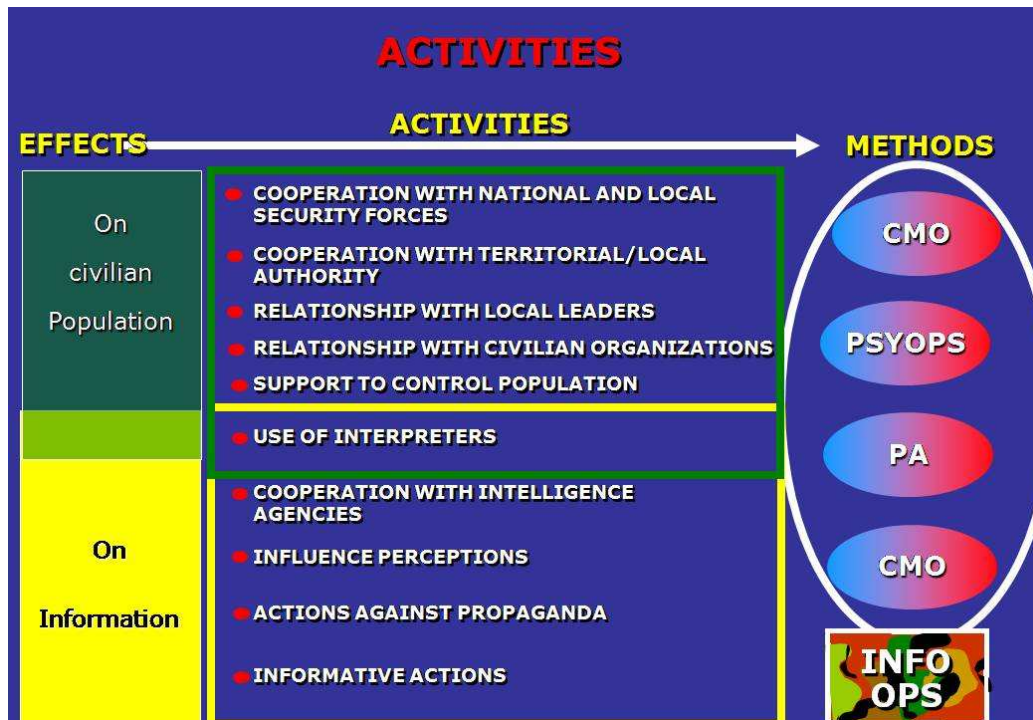 ACTIVITIES
ACTIVITIES
EFFECTS
METHODS
On
civilian
Population
COOPERATION WITH NATIONAL AND LOCAL
SECURITY FORCES
COOPERATION WITH TERRITORIAL/LOCAL
AUTHORITY
RELATIONSHIP WITH LOCAL LEADERS
RELATIONSHIP WITH CIVILIAN ORGANIZATIONS
SUPPORT TO CONTROL POPULATION
USE OF INTERPRETERS
On
Information
COOPERATION WITH INTELLIGENCE
AGENCIES
INFLUENCE PERCEPTIONS
ACTIONS AGAINST PROPAGANDA
INFORMATIVE ACTIONS
CMO
PSYOPS
PA
CMO
INFO
OPS